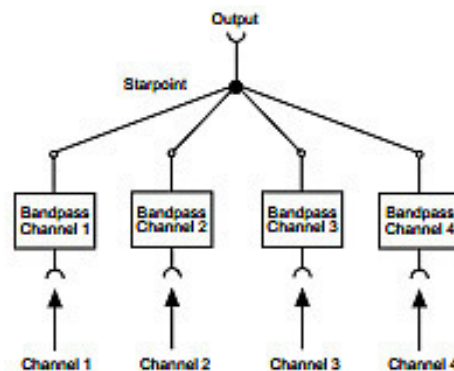 Output
Starpoint
Bandpass
Channel 1
Bandpass
Channel 2
Bandpass
Channel 3
Bandpass
Channel 4
Channel 1
Channel 2
Channel 3
Channel 4